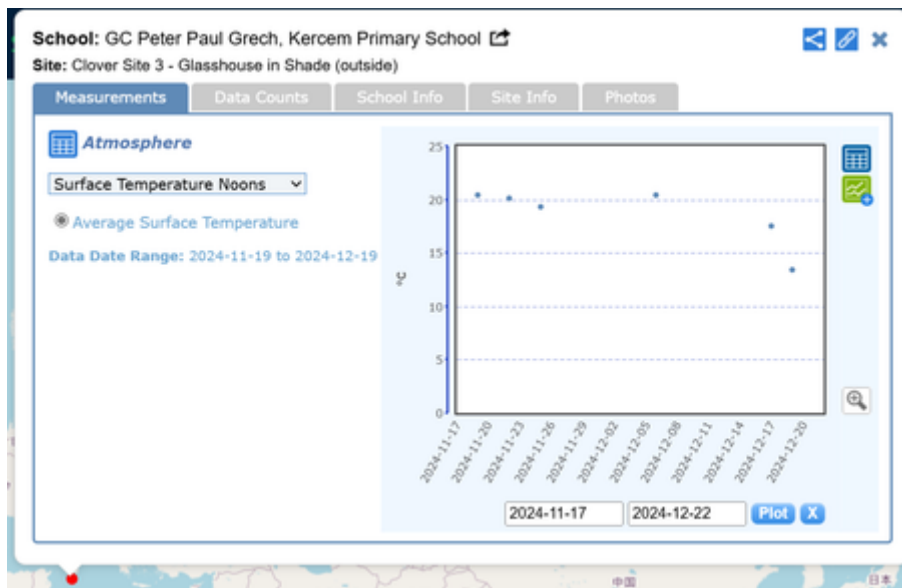 School: GC Peter Paul Grech, Kercem Primary School
Site: Clover Site 3 - Glasshouse in Shade (outside)
Measurements Data Counts School Info Site Info Photos
Atmosphere
Surface Temperature Noons
Average Surface Temperature
Data Date Range: 2024-11-19 to 2024-12-19
25
20
15
10
5
0
°C
2024-11-17 2024-11-20 2024-11-23 2024-11-26 2024-11-29 2024-12-02 2024-12-05 2024-12-08 2024-12-11 2024-12-14 2024-12-17 2024-12-20
2024-11-17 2024-12-22 Plot X
中国
日本